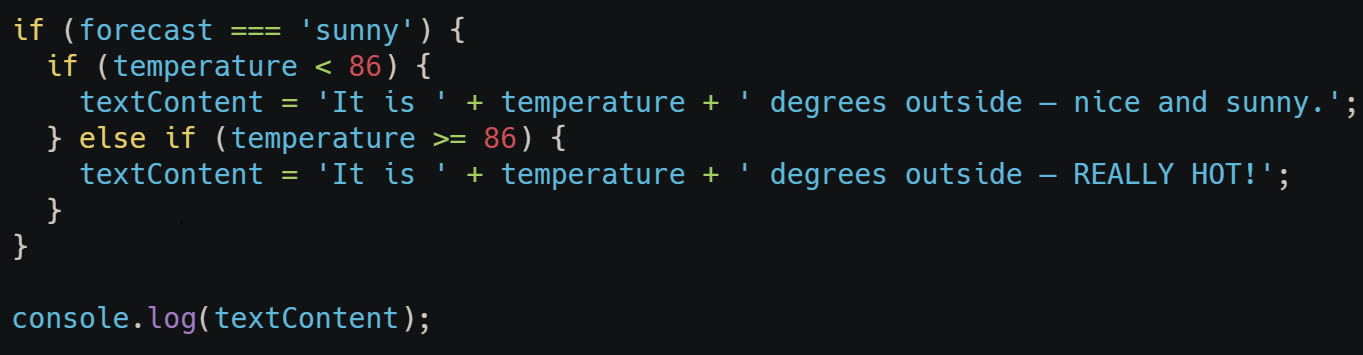 if (forecast === 'sunny') {
  if (temperature < 86) {
    textContent = 'It is ' + temperature + ' degrees outside — nice and sunny.';
  } else if (temperature >= 86) {
    textContent = 'It is ' + temperature + ' degrees outside — REALLY HOT!';
  }
}

console.log(textContent);